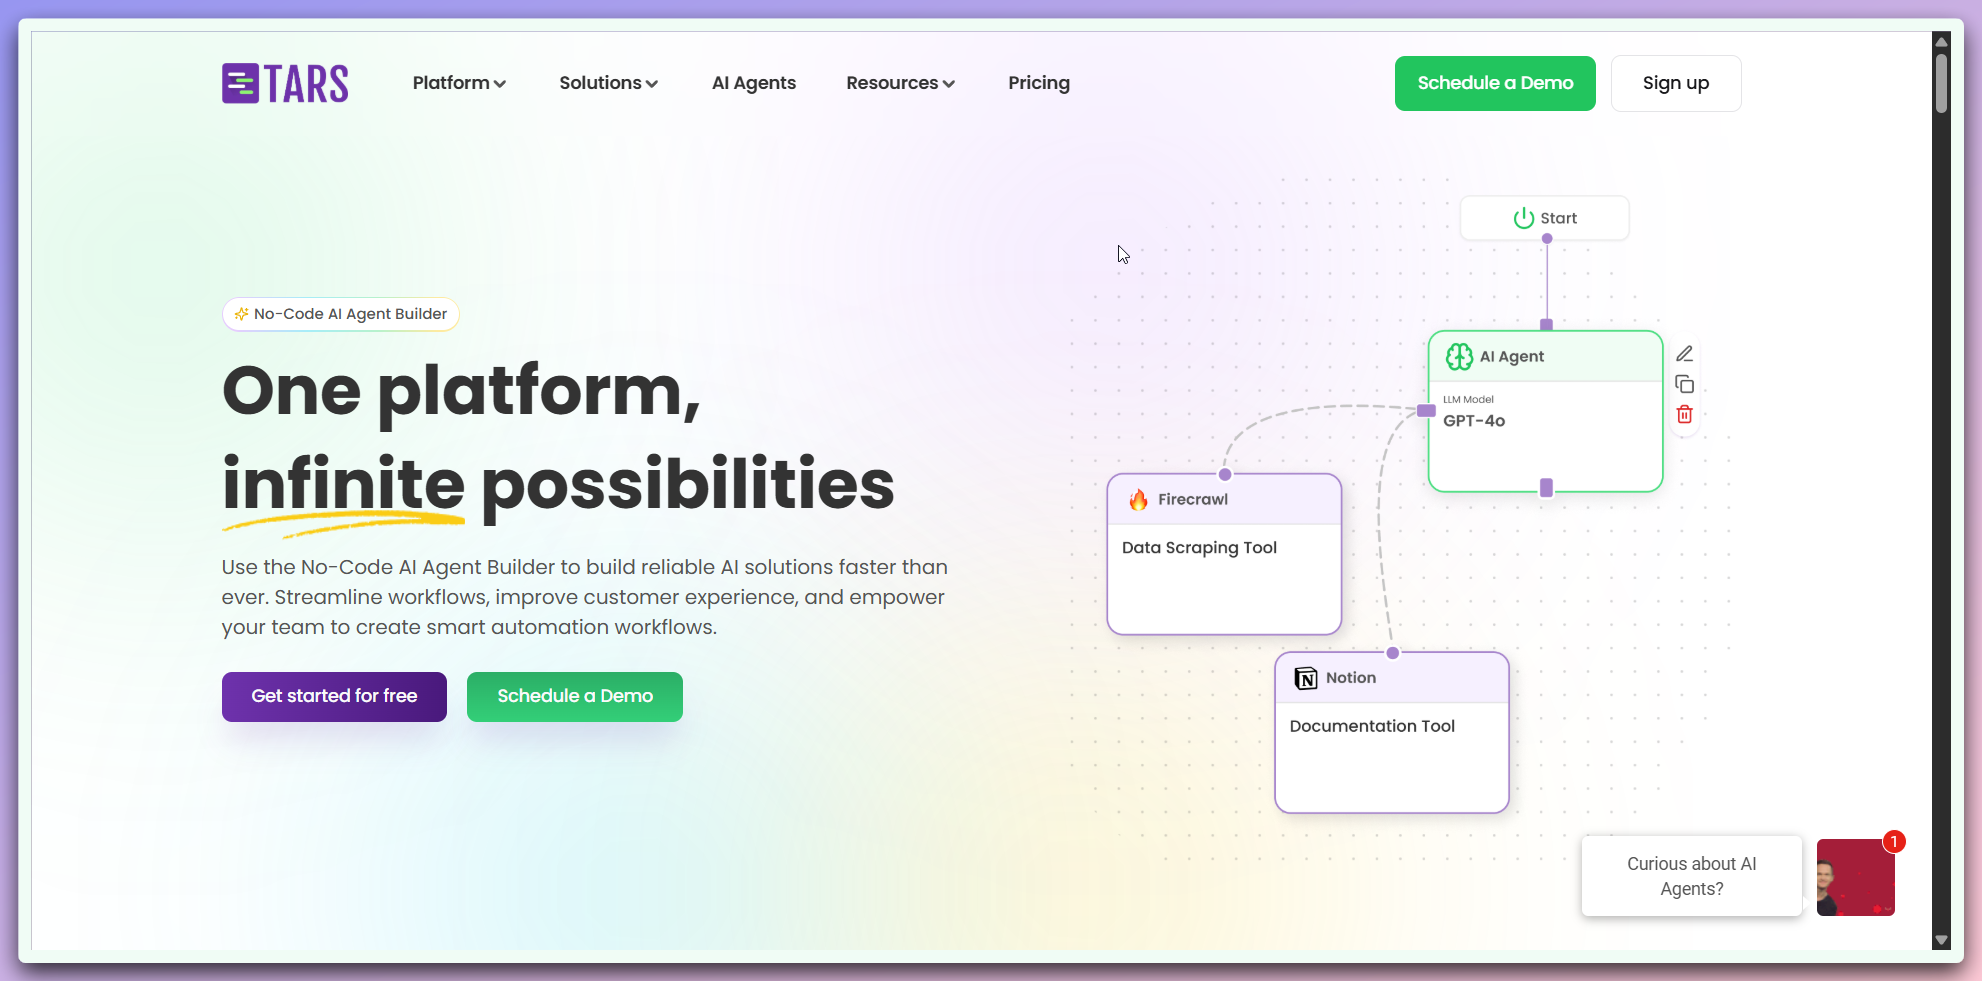 TARS
Platform
Solutions
AI Agents
Resources
Pricing
Schedule a Demo
Sign up
No-Code AI Agent Builder
One platform,
infinite possibilities
Use the No-Code AI Agent Builder to build reliable AI solutions faster than
ever. Streamline workflows, improve customer experience, and empower
your team to create smart automation workflows.
Get started for free
Schedule a Demo
Start
AI Agent
LLM Model
GPT-4o
Firecrawl
Data Scraping Tool
N
Notion
Documentation Tool
Curious about AI
Agents?
1